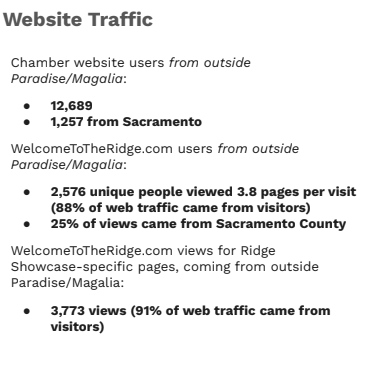 Website Traffic
Chamber website users from outside
Paradise/Magalia:
● 12,689
● 1,257 from Sacramento
WelcomeToTheRidge.com users from outside
Paradise/Magalia:
● 2,576 unique people viewed 3.8 pages per visit
(88% of web traffic came from visitors)
● 25% of views came from Sacramento County
WelcomeToTheRidge.com views for Ridge
Showcase-specific pages, coming from outside
Paradise/Magalia:
● 3,773 views (91% of web traffic came from
visitors)